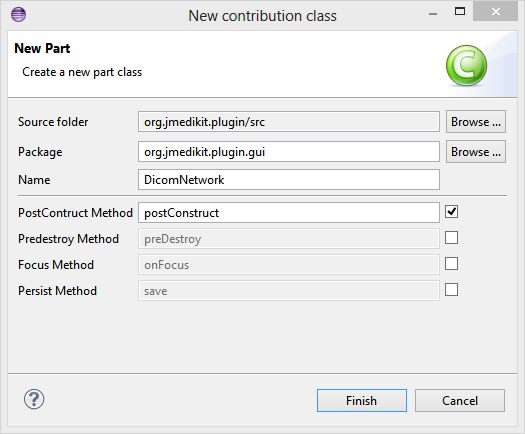 New contribution class
New Part
Create a new part class
C
Source folder org.jmedikit.plugin/src Browse ...
Package org.jmedikit.plugin.gui Browse ...
Name DicomNetwork
PostContruct Method postConstruct
Predestroy Method preDestroy
Focus Method onFocus
Persist Method save
? Finish Cancel